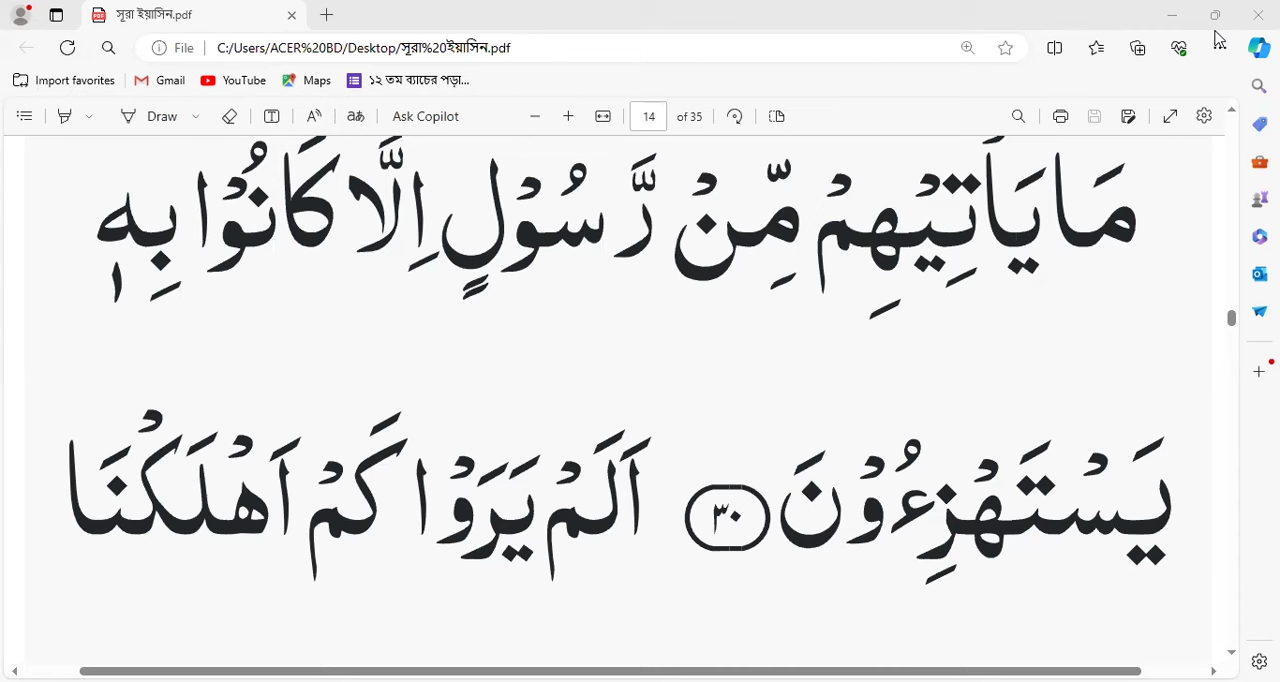 সূরা ইয়াসিন.pdf
File C:/Users/ACER%20BD/Desktop/সূরা%20ইয়াসিন.pdf
Import favorites Gmail YouTube Maps ১২ তম ব্যাচের পড়া...
Draw Ask Copilot 14 of 35
مَا يَاۡتِيۡهِمۡ مِّنۡ رَّسُوۡلٍ اِلَّا كَانُوۡا بِهٖ
يَسۡتَهۡزِءُوۡنَ ٣٠ اَلَمۡ يَرَوۡا كَمۡ اَهۡلَكۡنَا